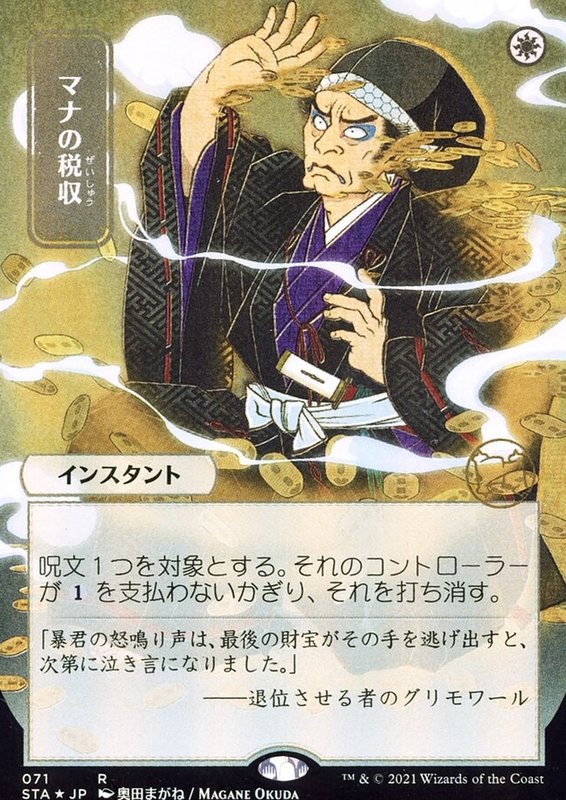 マナの税収
ぜいしゅう
インスタント
呪文1つを対象とする。それのコントローラー
が 1 を支払わないかぎり、それを打ち消す。
「暴君の怒鳴り声は、最後の財宝がその手を逃げ出すと、
次第に泣き言になりました。」
──退位させる者のグリモワール
071 R
STA ★ JP 奥田まがね / MAGANE OKUDA
™ & © 2021 Wizards of the Coast